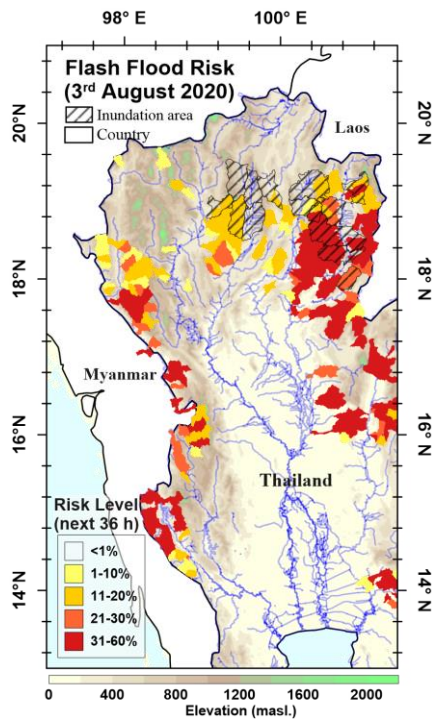 98° E 100° E
Flash Flood Risk
(3rd August 2020)
Inundation area
Country
Laos
20°N 20°N
18°N 18°N
Myanmar
16°N 16°N
Thailand
Risk Level
(next 36 h)
<1%
1-10%
11-20%
21-30%
31-60%
14°N 14°N
0 400 800 1200 1600 2000
Elevation (masl.)